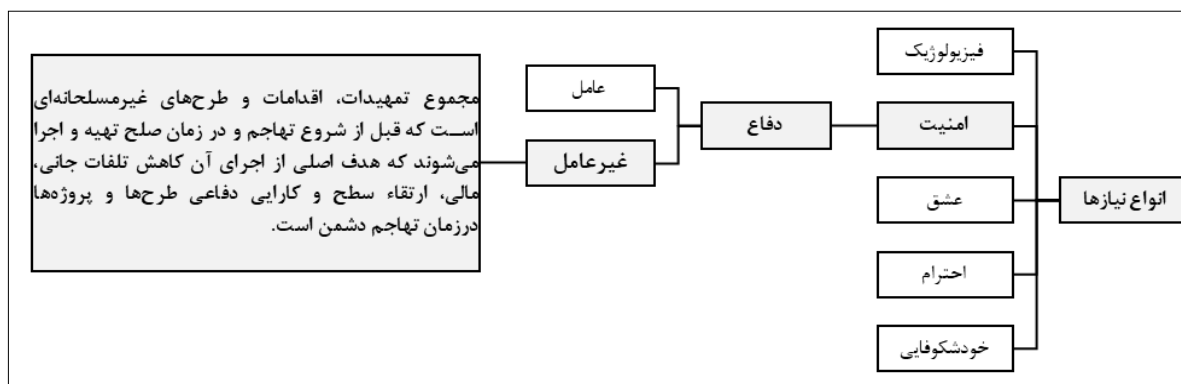 انواع نیازها
فیزیولوژیک
امنیت
عشق
احترام
خودشکوفایی
دفاع
عامل
غیرعامل
مجموع تمهیدات، اقدامات و طرح‌های غیرمسلحانه‌ای
اســت که قبل از شروع تهاجم و در زمان صلح تهیه و اجرا
می‌شوند که هدف اصلی از اجرای آن کاهش تلفات جانی،
مالی، ارتقاء سطح و کارایی دفاعی طرح‌ها و پروژه‌ها
درزمان تهاجم دشمن است.